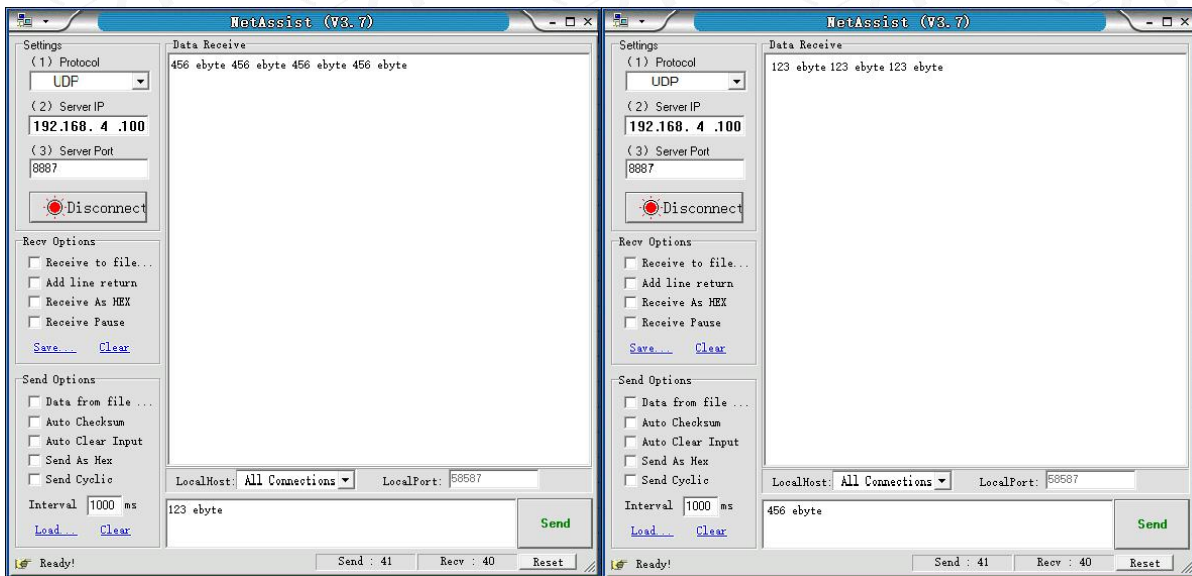 NetAssist (V3.7)
Settings
(1) Protocol
UDP
(2) Server IP
192.168. 4 .100
(3) Server Port
8887
Disconnect
Recv Options
Receive to file...
Add line return
Receive As HEX
Receive Pause
Save... Clear
Send Options
Data from file ...
Auto Checksum
Auto Clear Input
Send As Hex
Send Cyclic
Interval 1000 ms
Load... Clear
Data Receive
456 ebyte 456 ebyte 456 ebyte 456 ebyte
LocalHost: All Connections LocalPort: 58587
123 ebyte
Send
Ready! Send : 41 Recv : 40 Reset
NetAssist (V3.7)
Settings
(1) Protocol
UDP
(2) Server IP
192.168. 4 .100
(3) Server Port
8887
Disconnect
Recv Options
Receive to file...
Add line return
Receive As HEX
Receive Pause
Save... Clear
Send Options
Data from file ...
Auto Checksum
Auto Clear Input
Send As Hex
Send Cyclic
Interval 1000 ms
Load... Clear
Data Receive
123 ebyte 123 ebyte 123 ebyte
LocalHost: All Connections LocalPort: 58587
456 ebyte
Send
Ready! Send : 41 Recv : 40 Reset